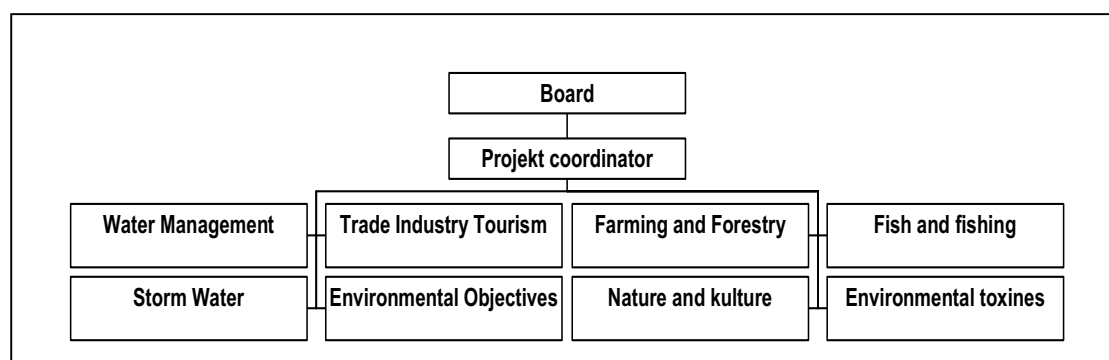 Board
Projekt coordinator
Water Management
Trade Industry Tourism
Farming and Forestry
Fish and fishing
Storm Water
Environmental Objectives
Nature and kulture
Environmental toxines